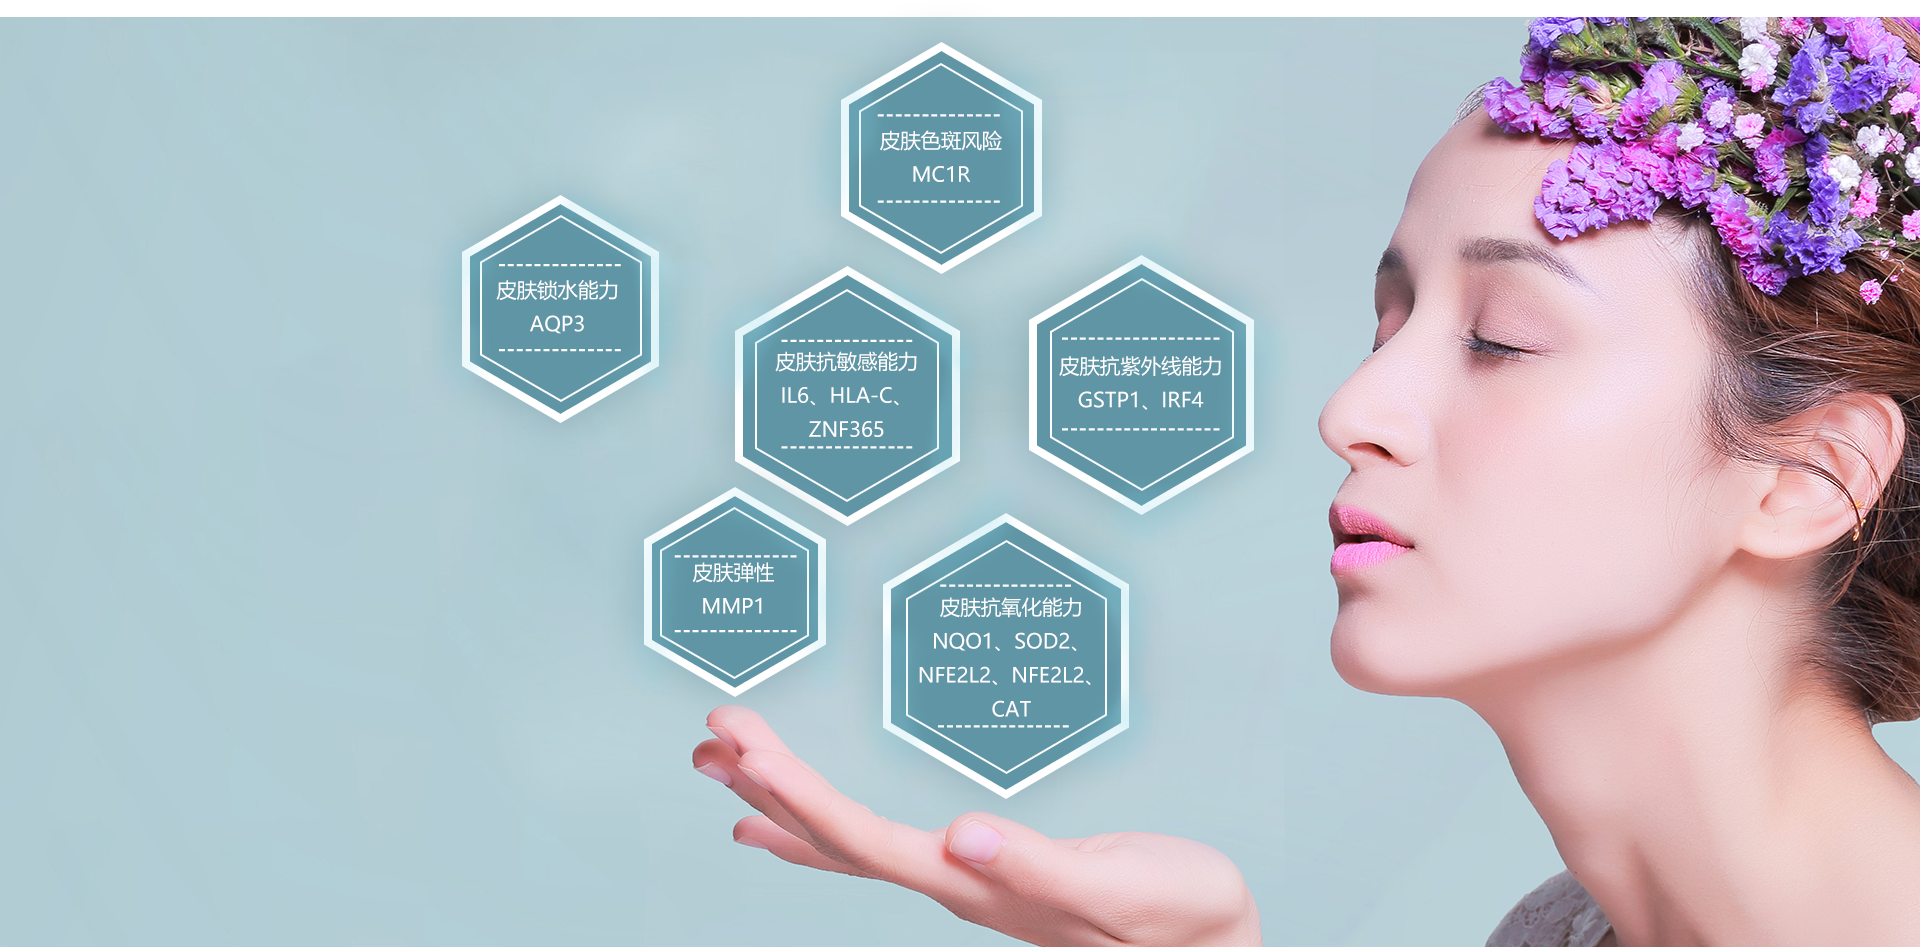 皮肤色斑风险
MC1R
皮肤锁水能力
AQP3
皮肤抗敏感能力
IL6、HLA-C、
ZNF365
皮肤抗紫外线能力
GSTP1、IRF4
皮肤弹性
MMP1
皮肤抗氧化能力
NQO1、SOD2、
NFE2L2、NFE2L2、
CAT